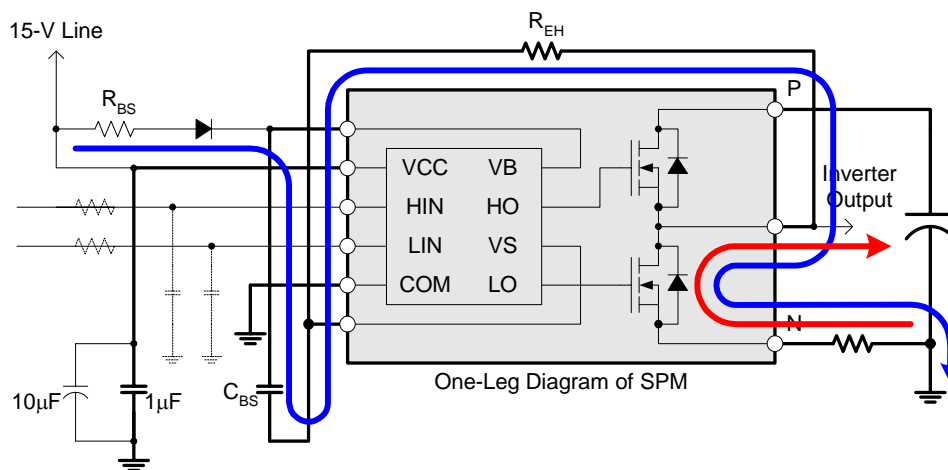 15-V Line
R_EH
R_BS
P
VCC VB
HIN HO
LIN VS
COM LO
Inverter
Output
N
One-Leg Diagram of SPM
10μF
1μF
C_BS